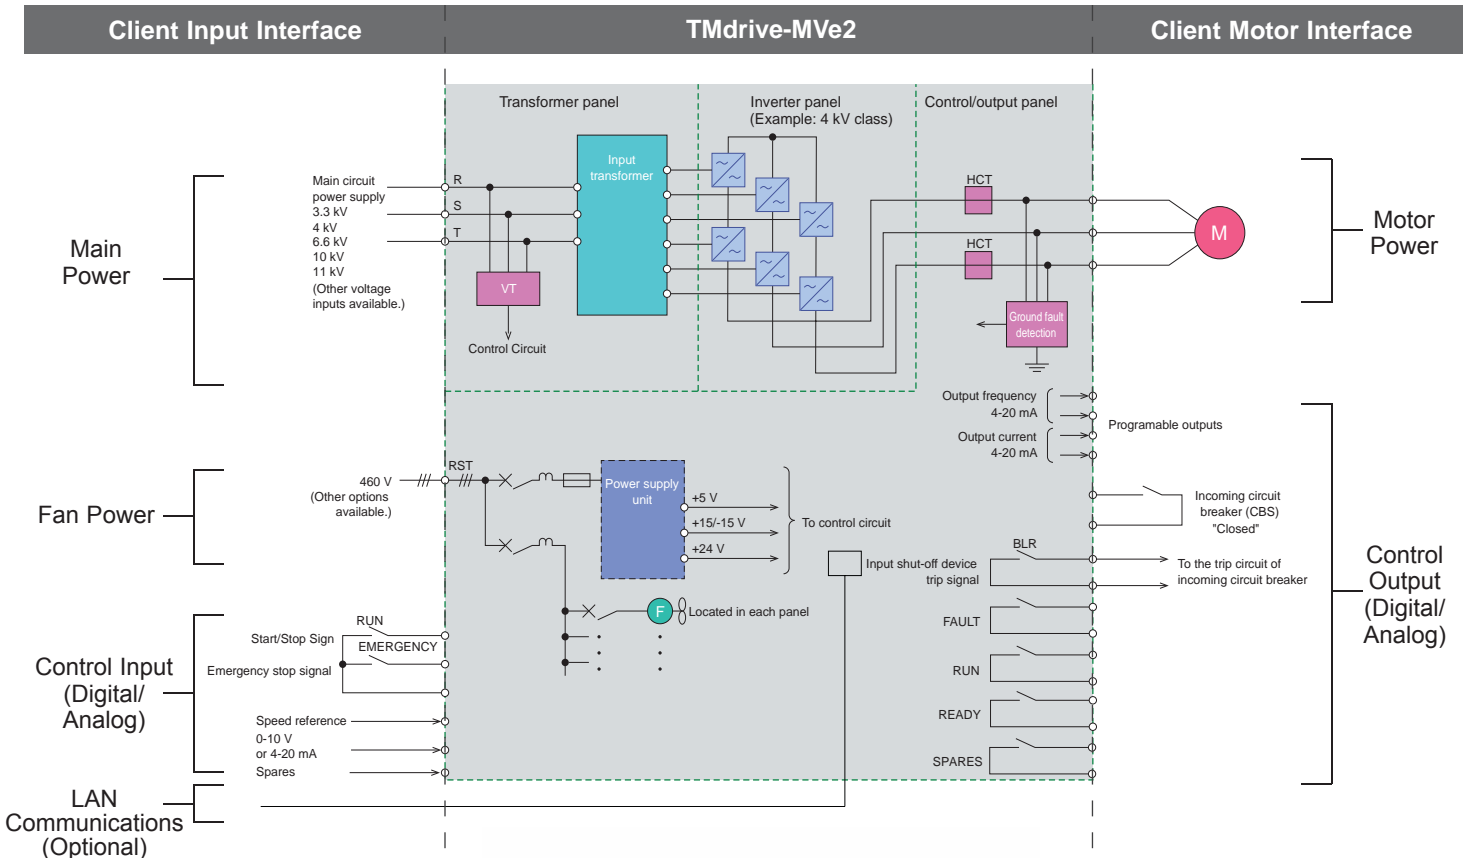 Client Input Interface
TMdrive-MVe2
Client Motor Interface
Transformer panel
Inverter panel
(Example: 4 kV class)
Control/output panel
Main
Power
Main circuit
power supply
3.3 kV
4 kV
6.6 kV
10 kV
11 kV
(Other voltage
inputs available.)
R
S
T
Input
transformer
VT
Control Circuit
HCT
HCT
Ground fault
detection
M
Motor
Power
Output frequency
4-20 mA
Output current
4-20 mA
Programable outputs
Fan Power
460 V
(Other options
available.)
RST
Power supply
unit
+5 V
+15/-15 V
+24 V
To control circuit
Incoming circuit
breaker (CBS)
"Closed"
Input shut-off device
trip signal
BLR
To the trip circuit of
incoming circuit breaker
F
Located in each panel
FAULT
RUN
READY
SPARES
Control
Output
(Digital/
Analog)
Control Input
(Digital/
Analog)
Start/Stop Sign
RUN
EMERGENCY
Emergency stop signal
Speed reference
0-10 V
or 4-20 mA
Spares
LAN
Communications
(Optional)